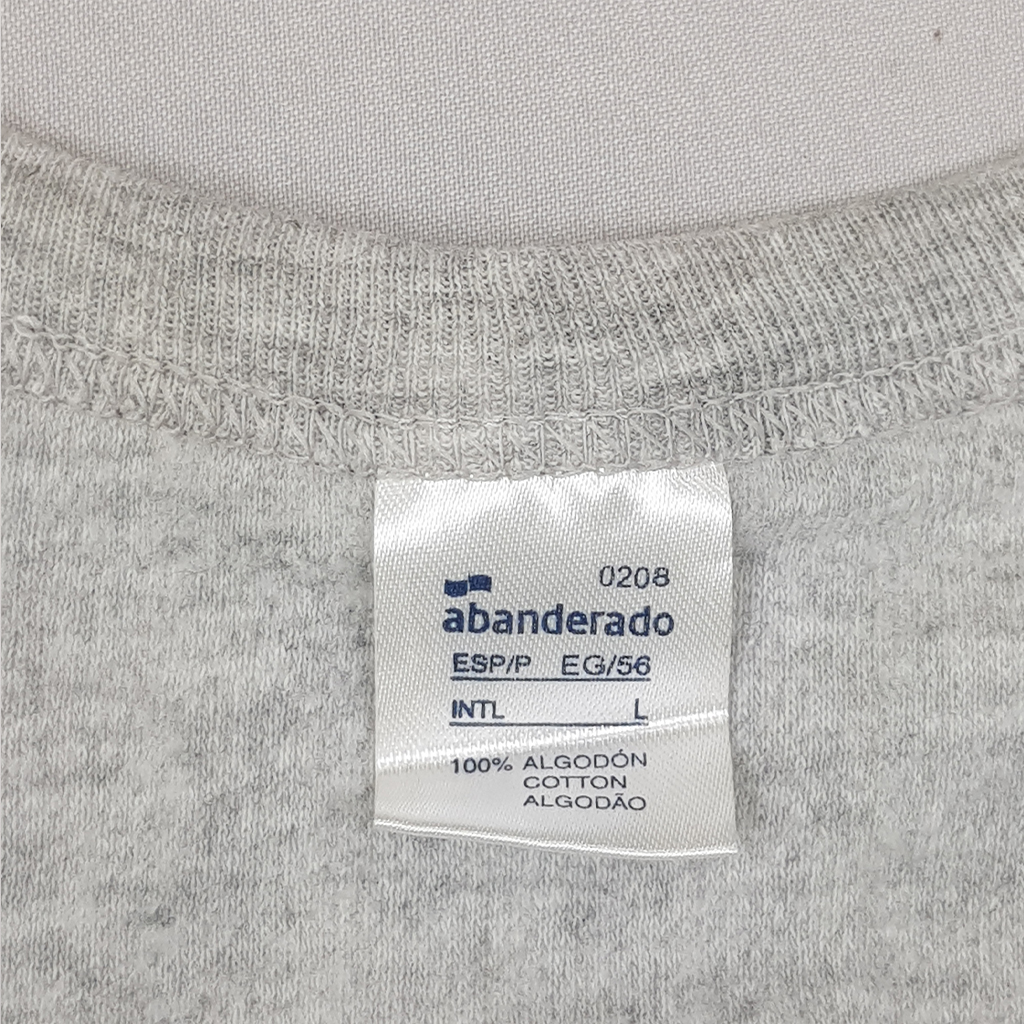 0208
abanderado
ESP/P EG/56
INTL L
100% ALGODÓN
COTTON
ALGODÃO